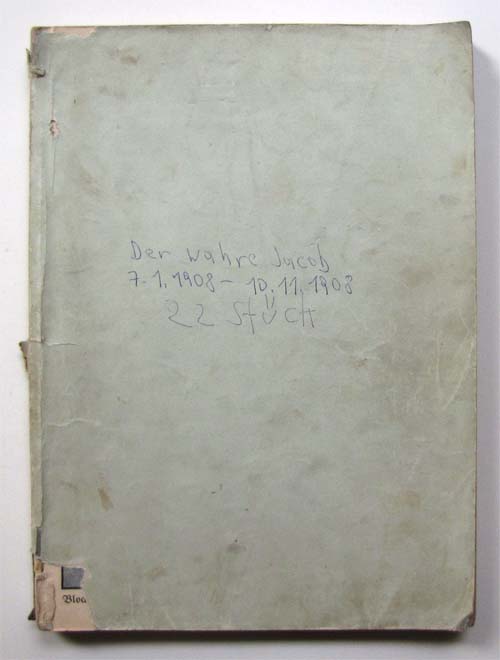 Der wahre Jacob
7.1.1908 – 10.11.1908
22 Stück